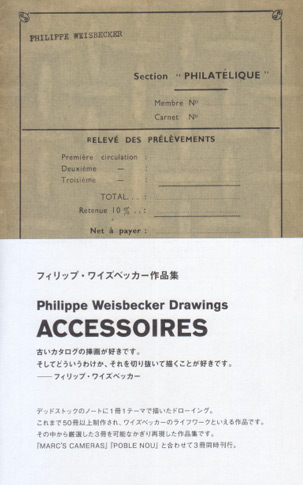 PHILIPPE WEISBECKER
Section " PHILATÉLIQUE "
Membre Nº
Carnet Nº
RELEVÉ DES PRÉLÈVEMENTS
Première circulation :
Deuxième — :
Troisième — :
TOTAL. . :
Retenue 10 % . . :
Net à payer :
フィリップ・ワイズベッカー作品集
Philippe Weisbecker Drawings
ACCESSOIRES
古いカタログの挿画が好きです。
そしてどういうわけか、それを切り抜いて描くことが好きです。
——フィリップ・ワイズベッカー
デッドストックのノートに1冊1テーマで描いたドローイング。
これまで50冊以上制作され、ワイズベッカーのライフワークといえる作品です。
その中から厳選した3冊を可能なかぎり再現した作品集です。
『MARC'S CAMERAS』『POBLE NOU』と合わせて3冊同時刊行。